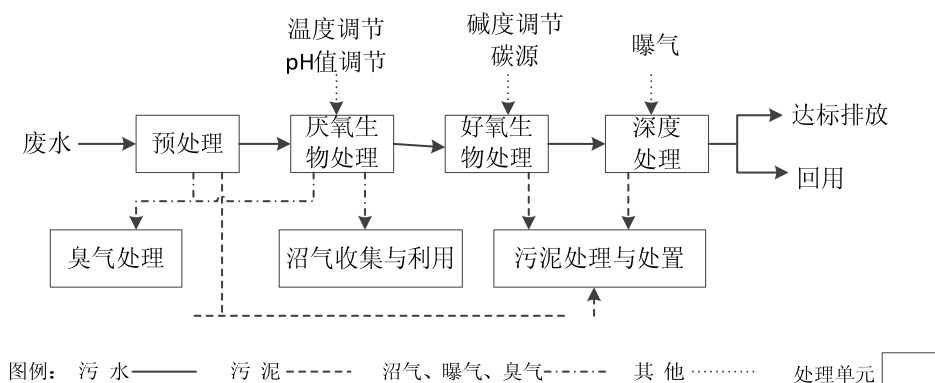 温度调节
pH值调节
碱度调节
碳源
曝气
废水
预处理
厌氧生
物处理
好氧生
物处理
深度
处理
达标排放
回用
臭气处理
沼气收集与利用
污泥处理与处置
图例： 污 水 污 泥 沼气、曝气、臭气 其 他 处理单元